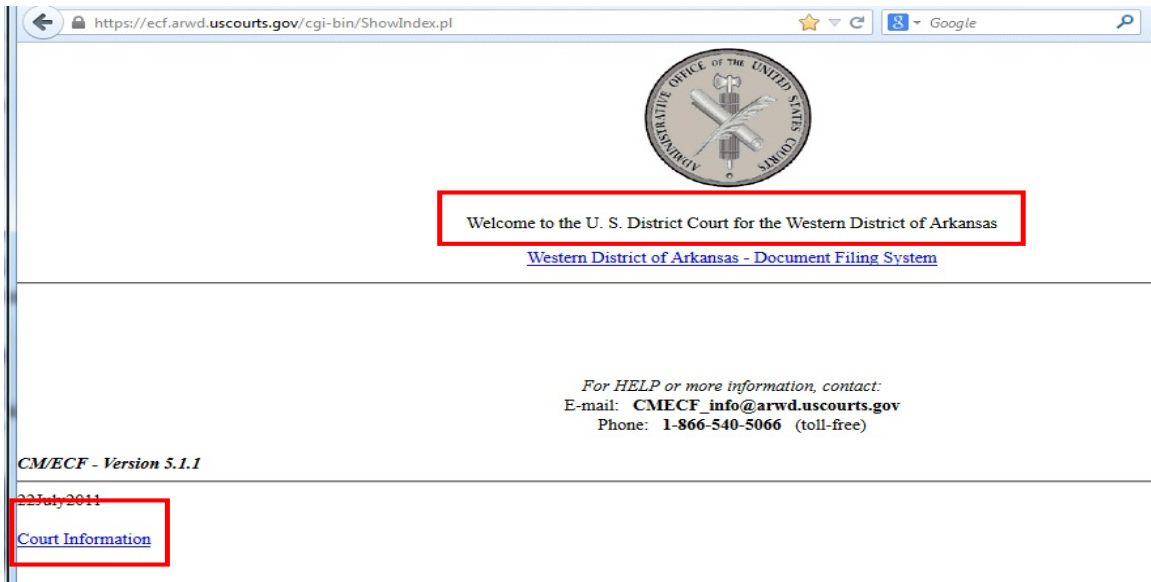 https://ecf.arwd.uscourts.gov/cgi-bin/ShowIndex.pl
8 Google
ADMINISTRATIVE OFFICE OF THE UNITED STATES COURTS
Welcome to the U. S. District Court for the Western District of Arkansas
Western District of Arkansas - Document Filing System
For HELP or more information, contact:
E-mail: CMECF_info@arwd.uscourts.gov
Phone: 1-866-540-5066 (toll-free)
CM/ECF - Version 5.1.1
22July2011
Court Information